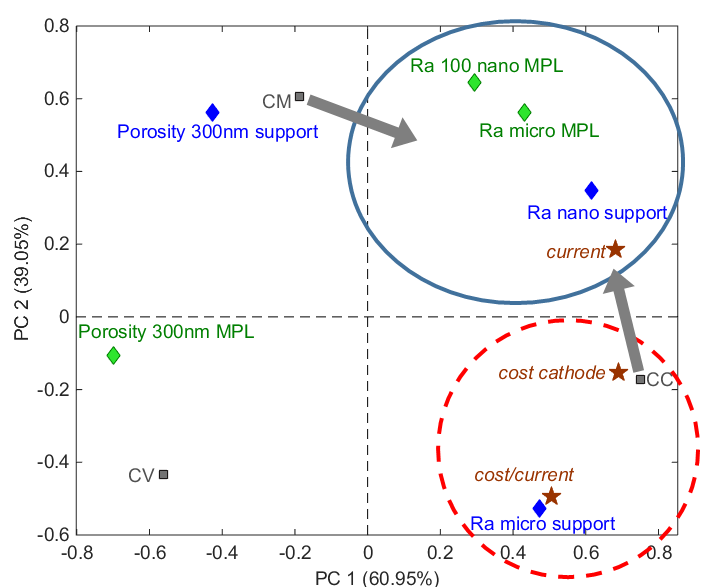 0.8
Ra 100 nano MPL
0.6
CM
Porosity 300nm support
Ra micro MPL
0.4
Ra nano support
0.2
current
PC 2 (39.05%)
0
Porosity 300nm MPL
cost cathode
CC
-0.2
-0.4
CV
cost/current
Ra micro support
-0.6
-0.8 -0.6 -0.4 -0.2 0 0.2 0.4 0.6 0.8
PC 1 (60.95%)